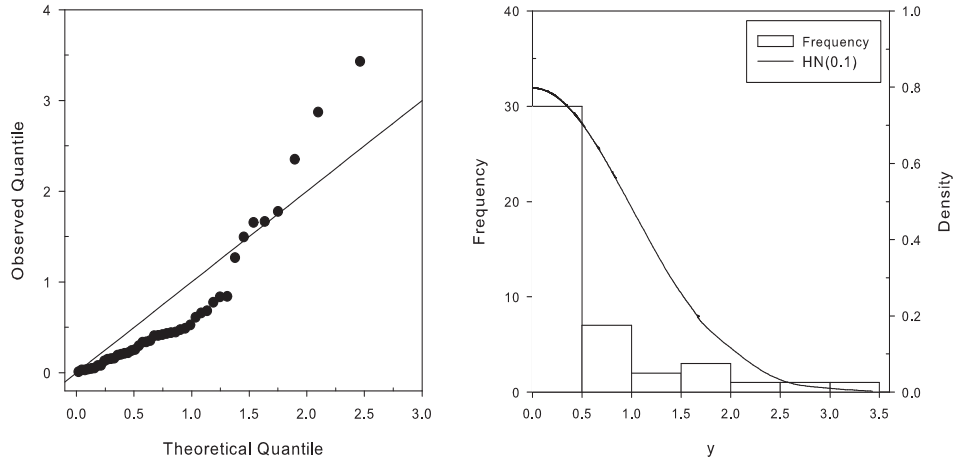 4
3
2
1
0
Observed Quantile
0.0 0.5 1.0 1.5 2.0 2.5 3.0
Theoretical Quantile
40
30
20
10
0
Frequency
Frequency
HN(0.1)
1.0
0.8
0.6
0.4
0.2
0.0
Density
0.0 0.5 1.0 1.5 2.0 2.5 3.0 3.5
y